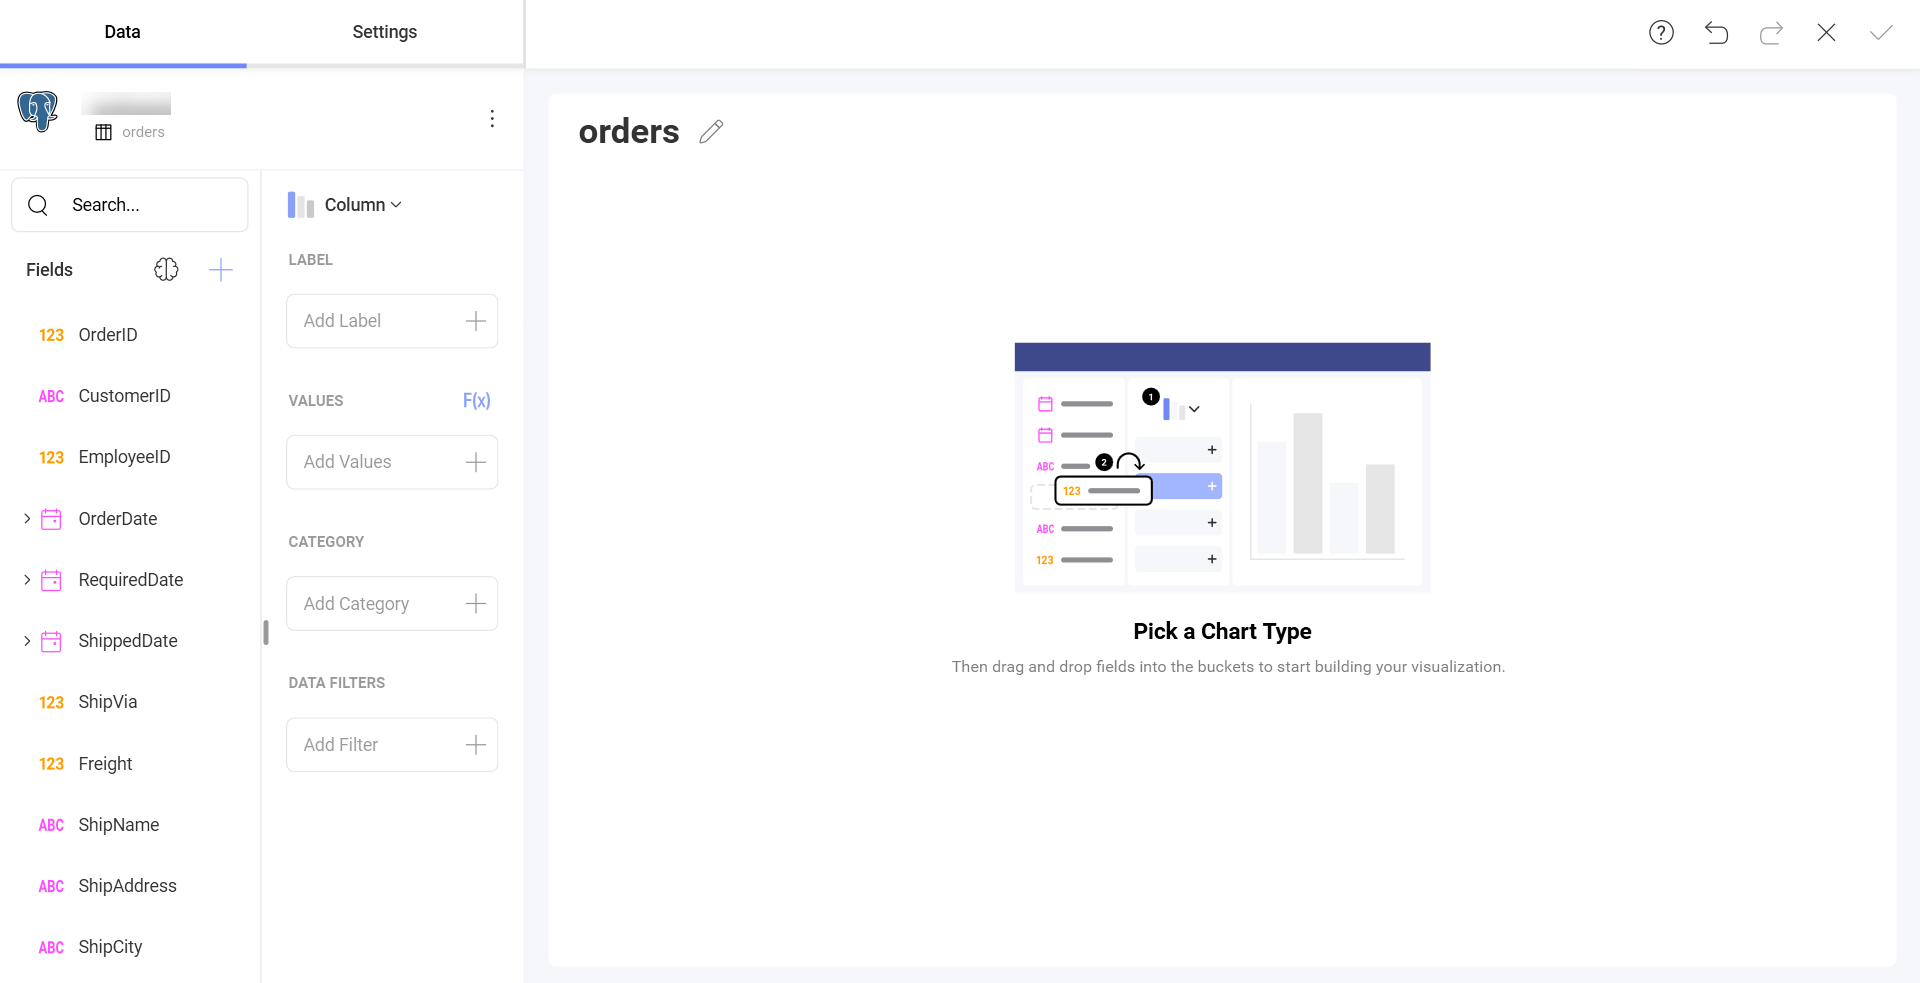 Data
Settings
orders
Search...
Fields
123 OrderID
ABC CustomerID
123 EmployeeID
OrderDate
RequiredDate
ShippedDate
123 ShipVia
123 Freight
ABC ShipName
ABC ShipAddress
ABC ShipCity
Column
LABEL
Add Label
VALUES F(x)
Add Values
CATEGORY
Add Category
DATA FILTERS
Add Filter
?
orders
1
ABC
2
123
ABC
123
Pick a Chart Type
Then drag and drop fields into the buckets to start building your visualization.